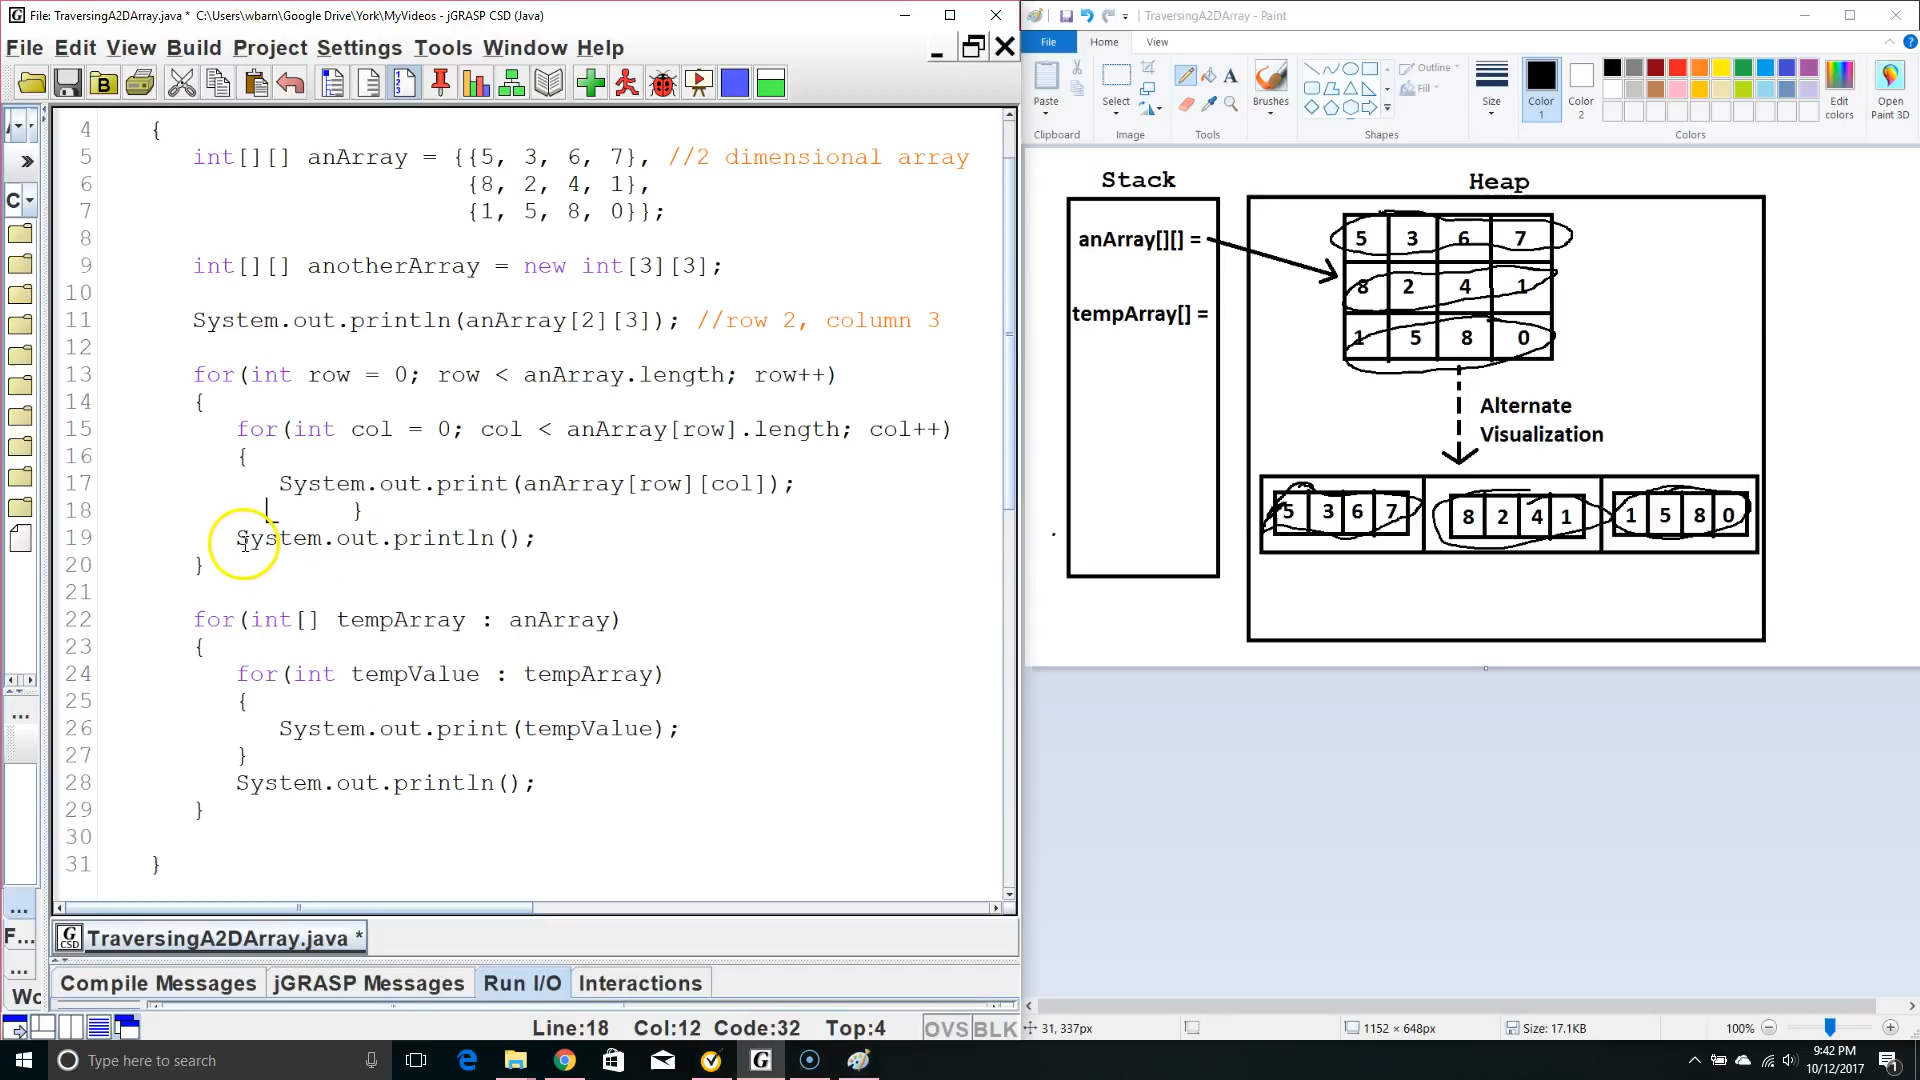 File: TraversingA2DArray.java * C:\Users\wbarn\Google Drive\York\MyVideos - jGRASP CSD (Java)
File Edit View Build Project Settings Tools Window Help
4 {
5 int[][] anArray = {{5, 3, 6, 7}, //2 dimensional array
6 {8, 2, 4, 1},
7 {1, 5, 8, 0}};
8
9 int[][] anotherArray = new int[3][3];
10
11 System.out.println(anArray[2][3]); //row 2, column 3
12
13 for(int row = 0; row < anArray.length; row++)
14 {
15 for(int col = 0; col < anArray[row].length; col++)
16 {
17 System.out.print(anArray[row][col]);
18 }
19 System.out.println();
20 }
21
22 for(int[] tempArray : anArray)
23 {
24 for(int tempValue : tempArray)
25 {
26 System.out.print(tempValue);
27 }
28 System.out.println();
29 }
30
31 }
C
F...
Wo
TraversingA2DArray.java *
Compile Messages jGRASP Messages Run I/O Interactions
Line:18 Col:12 Code:32 Top:4 OVS BLK
TraversingA2DArray - Paint
File Home View
Paste
Clipboard
Select
Image
Tools
Brushes
Outline
Fill
Shapes
Size
Color 1
Color 2
Edit colors
Colors
Open Paint 3D
Stack
Heap
anArray[][] =
tempArray[] =
5 3 6 7
8 2 4 1
1 5 8 0
Alternate
Visualization
5 3 6 7 8 2 4 1 1 5 8 0
31, 337px
1152 × 648px
Size: 17.1KB
100%
Type here to search
9:42 PM
10/12/2017